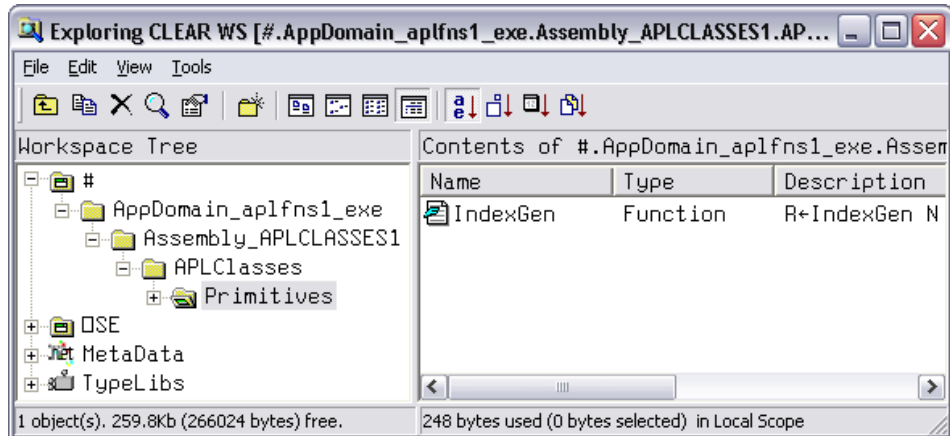 Exploring CLEAR WS [#.AppDomain_aplfns1_exe.Assembly_APLCLASSES1.AP...
File Edit View Tools
Workspace Tree
Contents of #.AppDomain_aplfns1_exe.Assem
#
AppDomain_aplfns1_exe
Assembly_APLCLASSES1
APLClasses
Primitives
⎕SE
.net MetaData
TypeLibs
Name Type Description
IndexGen Function R←IndexGen N
1 object(s). 259.8Kb (266024 bytes) free.
248 bytes used (0 bytes selected) in Local Scope